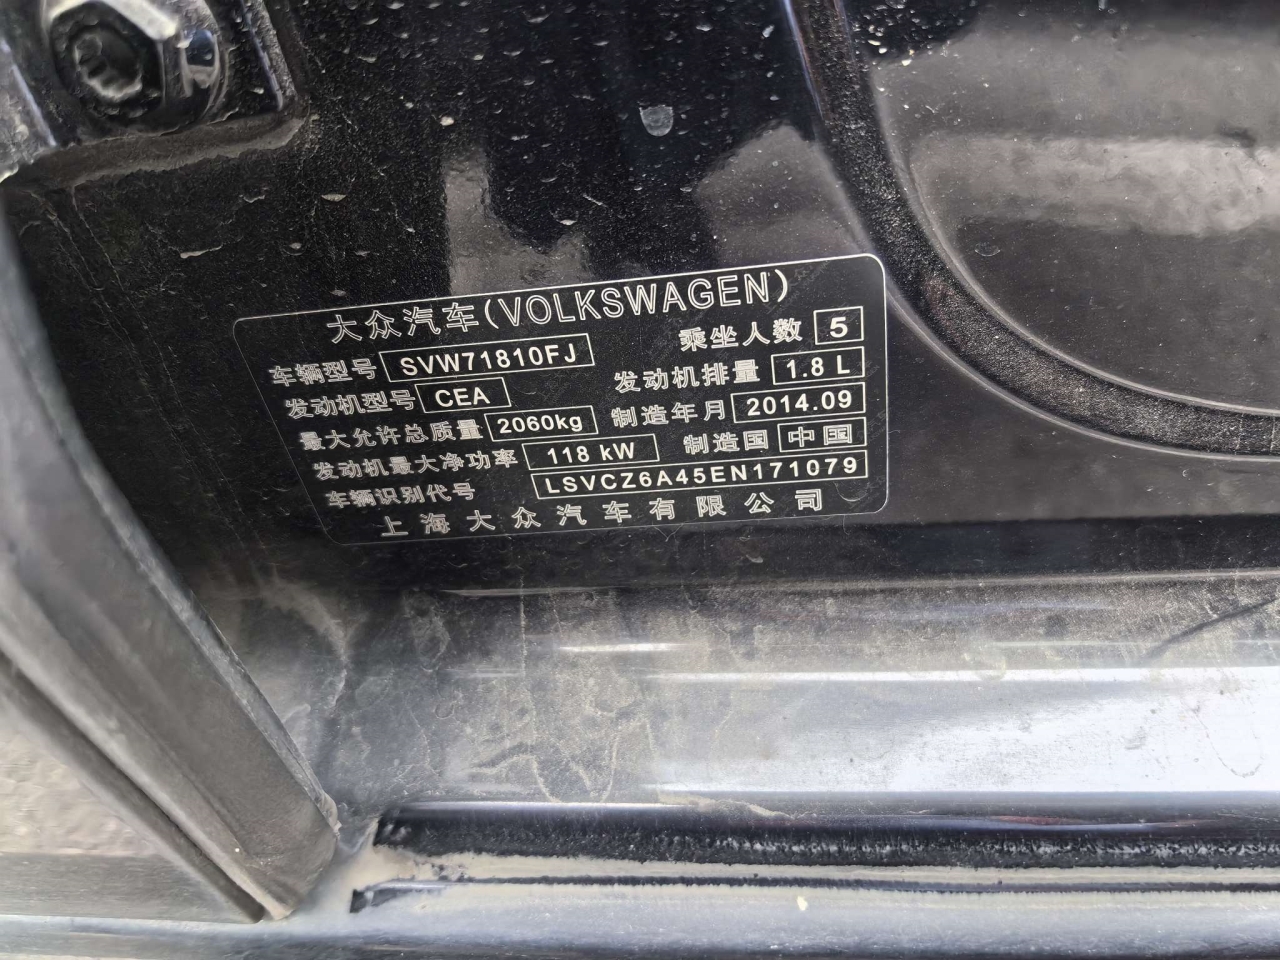 大众汽车(VOLKSWAGEN)
车辆型号 SVW71810FJ 乘坐人数 5
发动机型号 CEA 发动机排量 1.8 L
最大允许总质量 2060kg 制造年月 2014.09
发动机最大净功率 118 kW 制造国 中国
车辆识别代号 LSVCZ6A45EN171079
上海大众汽车有限公司